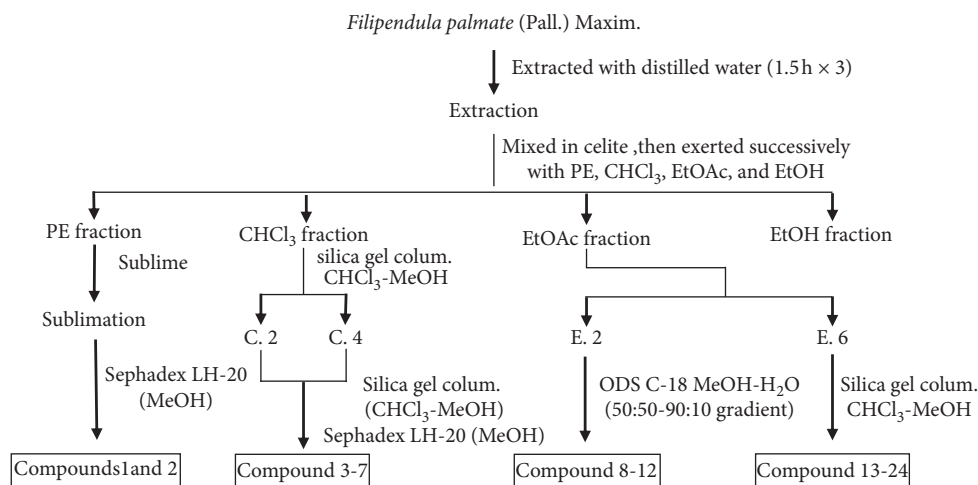 Filipendula palmate (Pall.) Maxim.
Extracted with distilled water (1.5 h × 3)
Extraction
Mixed in celite ,then exerted successively
with PE, CHCl₃, EtOAc, and EtOH
PE fraction
CHCl₃ fraction
EtOAc fraction
EtOH fraction
Sublime
silica gel colum.
CHCl₃-MeOH
Sublimation
C. 2
C. 4
E. 2
E. 6
Sephadex LH-20
(MeOH)
Silica gel colum.
(CHCl₃-MeOH)
Sephadex LH-20 (MeOH)
ODS C-18 MeOH-H₂O
(50:50-90:10 gradient)
Silica gel colum.
CHCl₃-MeOH
Compounds1and 2
Compound 3-7
Compound 8-12
Compound 13-24